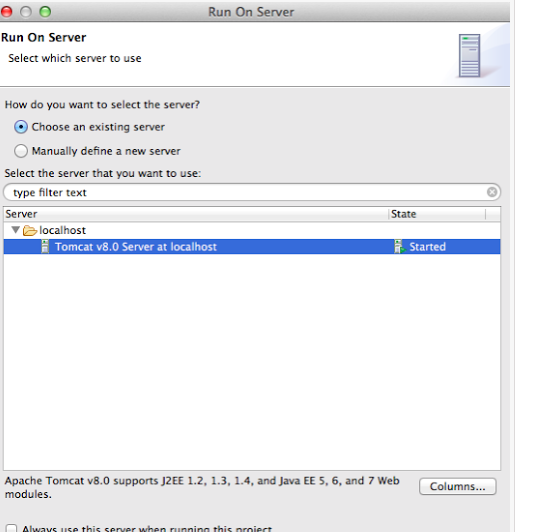 Run On Server
Run On Server
Select which server to use
How do you want to select the server?
Choose an existing server
Manually define a new server
Select the server that you want to use:
type filter text
Server State
localhost
Tomcat v8.0 Server at localhost Started
Apache Tomcat v8.0 supports J2EE 1.2, 1.3, 1.4, and Java EE 5, 6, and 7 Web
modules.
Columns...
Always use this server when running this project